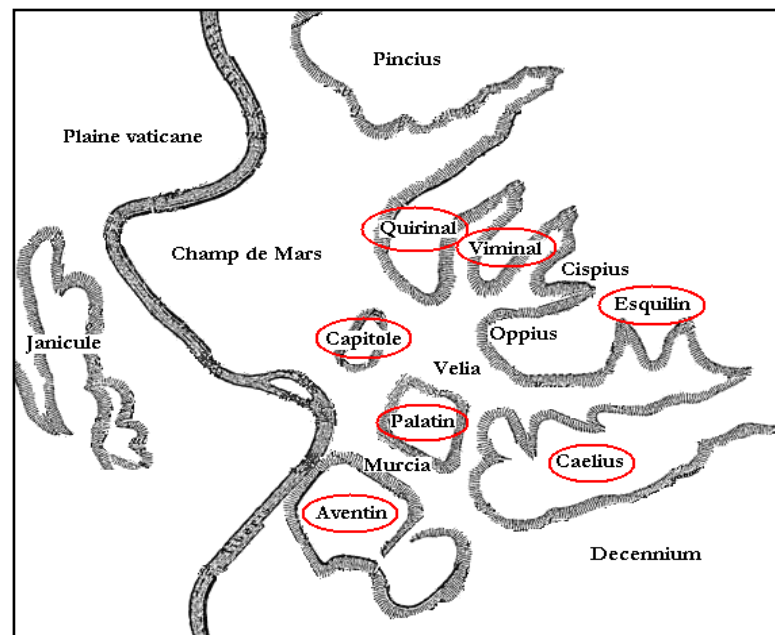 Pincius
Plaine vaticane
Quirinal
Viminal
Champ de Mars
Cispius
Esquilin
Oppius
Capitole
Janicule
Velia
Palatin
Murcia
Caelius
Aventin
Decennium